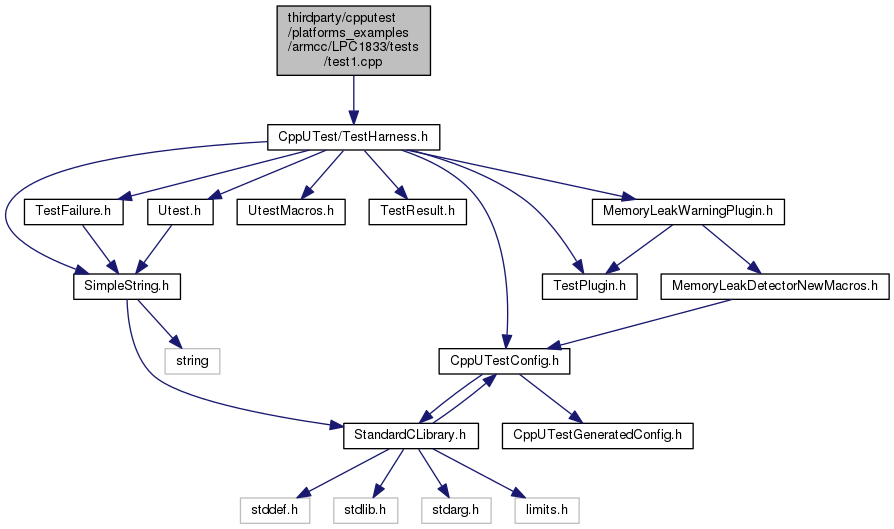 thirdparty/cpputest
/platforms_examples
/armcc/LPC1833/tests
/test1.cpp
CppUTest/TestHarness.h
TestFailure.h
Utest.h
UtestMacros.h
TestResult.h
MemoryLeakWarningPlugin.h
SimpleString.h
TestPlugin.h
MemoryLeakDetectorNewMacros.h
string
CppUTestConfig.h
StandardCLibrary.h
CppUTestGeneratedConfig.h
stddef.h
stdlib.h
stdarg.h
limits.h